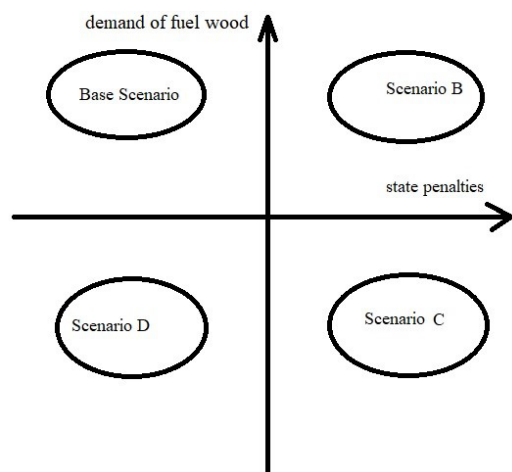 demand of fuel wood
Base Scenario
Scenario B
state penalties
Scenario D
Scenario C